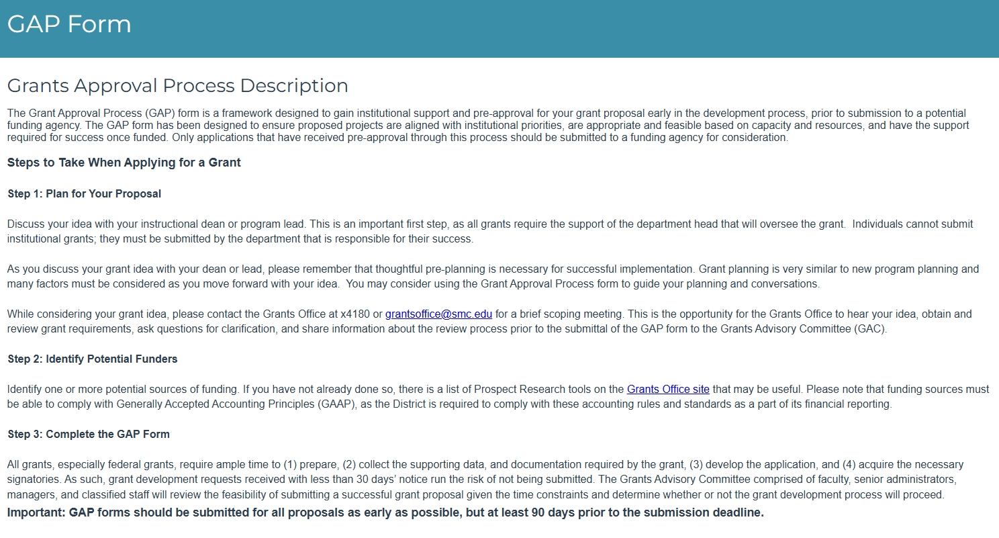 GAP Form
Grants Approval Process Description
The Grant Approval Process (GAP) form is a framework designed to gain institutional support and pre-approval for your grant proposal early in the development process, prior to submission to a potential
funding agency. The GAP form has been designed to ensure proposed projects are aligned with institutional priorities, are appropriate and feasible based on capacity and resources, and have the support
required for success once funded. Only applications that have received pre-approval through this process should be submitted to a funding agency for consideration.
Steps to Take When Applying for a Grant
Step 1: Plan for Your Proposal
Discuss your idea with your instructional dean or program lead. This is an important first step, as all grants require the support of the department head that will oversee the grant.  Individuals cannot submit
institutional grants; they must be submitted by the department that is responsible for their success.
As you discuss your grant idea with your dean or lead, please remember that thoughtful pre-planning is necessary for successful implementation. Grant planning is very similar to new program planning and
many factors must be considered as you move forward with your idea.  You may consider using the Grant Approval Process form to guide your planning and conversations.
While considering your grant idea, please contact the Grants Office at x4180 or grantsoffice@smc.edu for a brief scoping meeting. This is the opportunity for the Grants Office to hear your idea, obtain and
review grant requirements, ask questions for clarification, and share information about the review process prior to the submittal of the GAP form to the Grants Advisory Committee (GAC).
Step 2: Identify Potential Funders
Identify one or more potential sources of funding. If you have not already done so, there is a list of Prospect Research tools on the Grants Office site that may be useful. Please note that funding sources must
be able to comply with Generally Accepted Accounting Principles (GAAP), as the District is required to comply with these accounting rules and standards as a part of its financial reporting.
Step 3: Complete the GAP Form
All grants, especially federal grants, require ample time to (1) prepare, (2) collect the supporting data, and documentation required by the grant, (3) develop the application, and (4) acquire the necessary
signatories. As such, grant development requests received with less than 30 days’ notice run the risk of not being submitted. The Grants Advisory Committee comprised of faculty, senior administrators,
managers, and classified staff will review the feasibility of submitting a successful grant proposal given the time constraints and determine whether or not the grant development process will proceed.
Important: GAP forms should be submitted for all proposals as early as possible, but at least 90 days prior to the submission deadline.